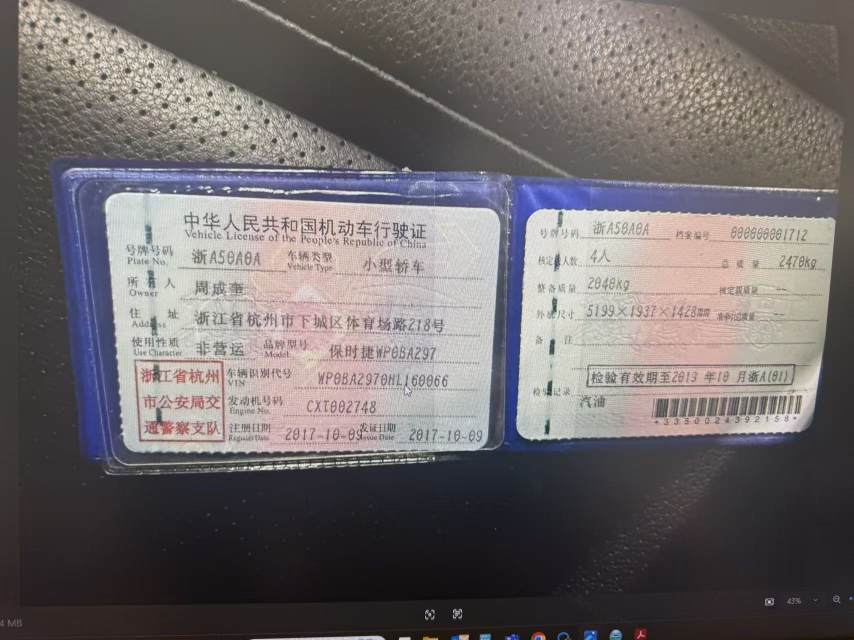 中华人民共和国机动车行驶证
Vehicle License of the People's Republic of China
号牌号码 浙A50A0A 车辆类型 小型轿车
Plate No. Vehicle Type
所有人 周成奎
Owner
住址 浙江省杭州市下城区体育场路218号
Address
使用性质 非营运 品牌型号 保时捷WP0BA297
Use Character Model
浙江省杭州
市公安局交
通警察支队
车辆识别代号 WP0BA2970HL160066
VIN
发动机号码 CXT002748
Engine No.
注册日期 2017-10-09 发证日期 2017-10-09
Register Date Issue Date
号牌号码 浙A50A0A 档案编号 000000001712
核定载人数 4人 总质量 2470kg
整备质量 2040kg 核定载质量 --
外廓尺寸 5199×1937×1428mm 准牵引总质量 --
备注
检验有效期至2019年10月浙A(01)
检验记录
汽油
*3350024392158*
4 MB
43%